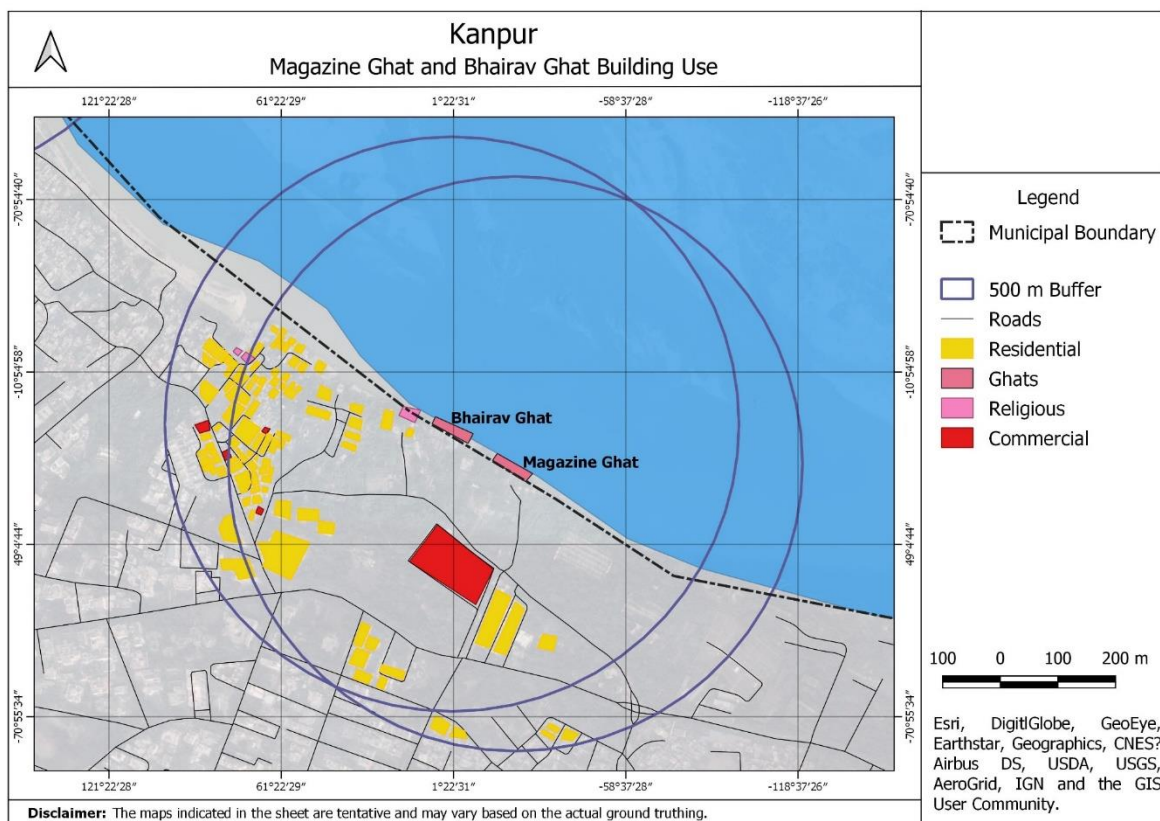 Kanpur
Magazine Ghat and Bhairav Ghat Building Use
121°22'28" 61°22'29" 1°22'31" -58°37'28" -118°37'26"
-70°54'40" -70°54'40"
-10°54'58" -10°54'58"
49°4'44" 49°4'44"
-70°55'34" -70°55'34"
Bhairav Ghat
Magazine Ghat
121°22'28" 61°22'29" 1°22'31" -58°37'28" -118°37'26"
Legend
Municipal Boundary
500 m Buffer
Roads
Residential
Ghats
Religious
Commercial
100 0 100 200 m
Esri, DigitlGlobe, GeoEye,
Earthstar, Geographics, CNES?
Airbus DS, USDA, USGS,
AeroGrid, IGN and the GIS
User Community.
Disclaimer: The maps indicated in the sheet are tentative and may vary based on the actual ground truthing.